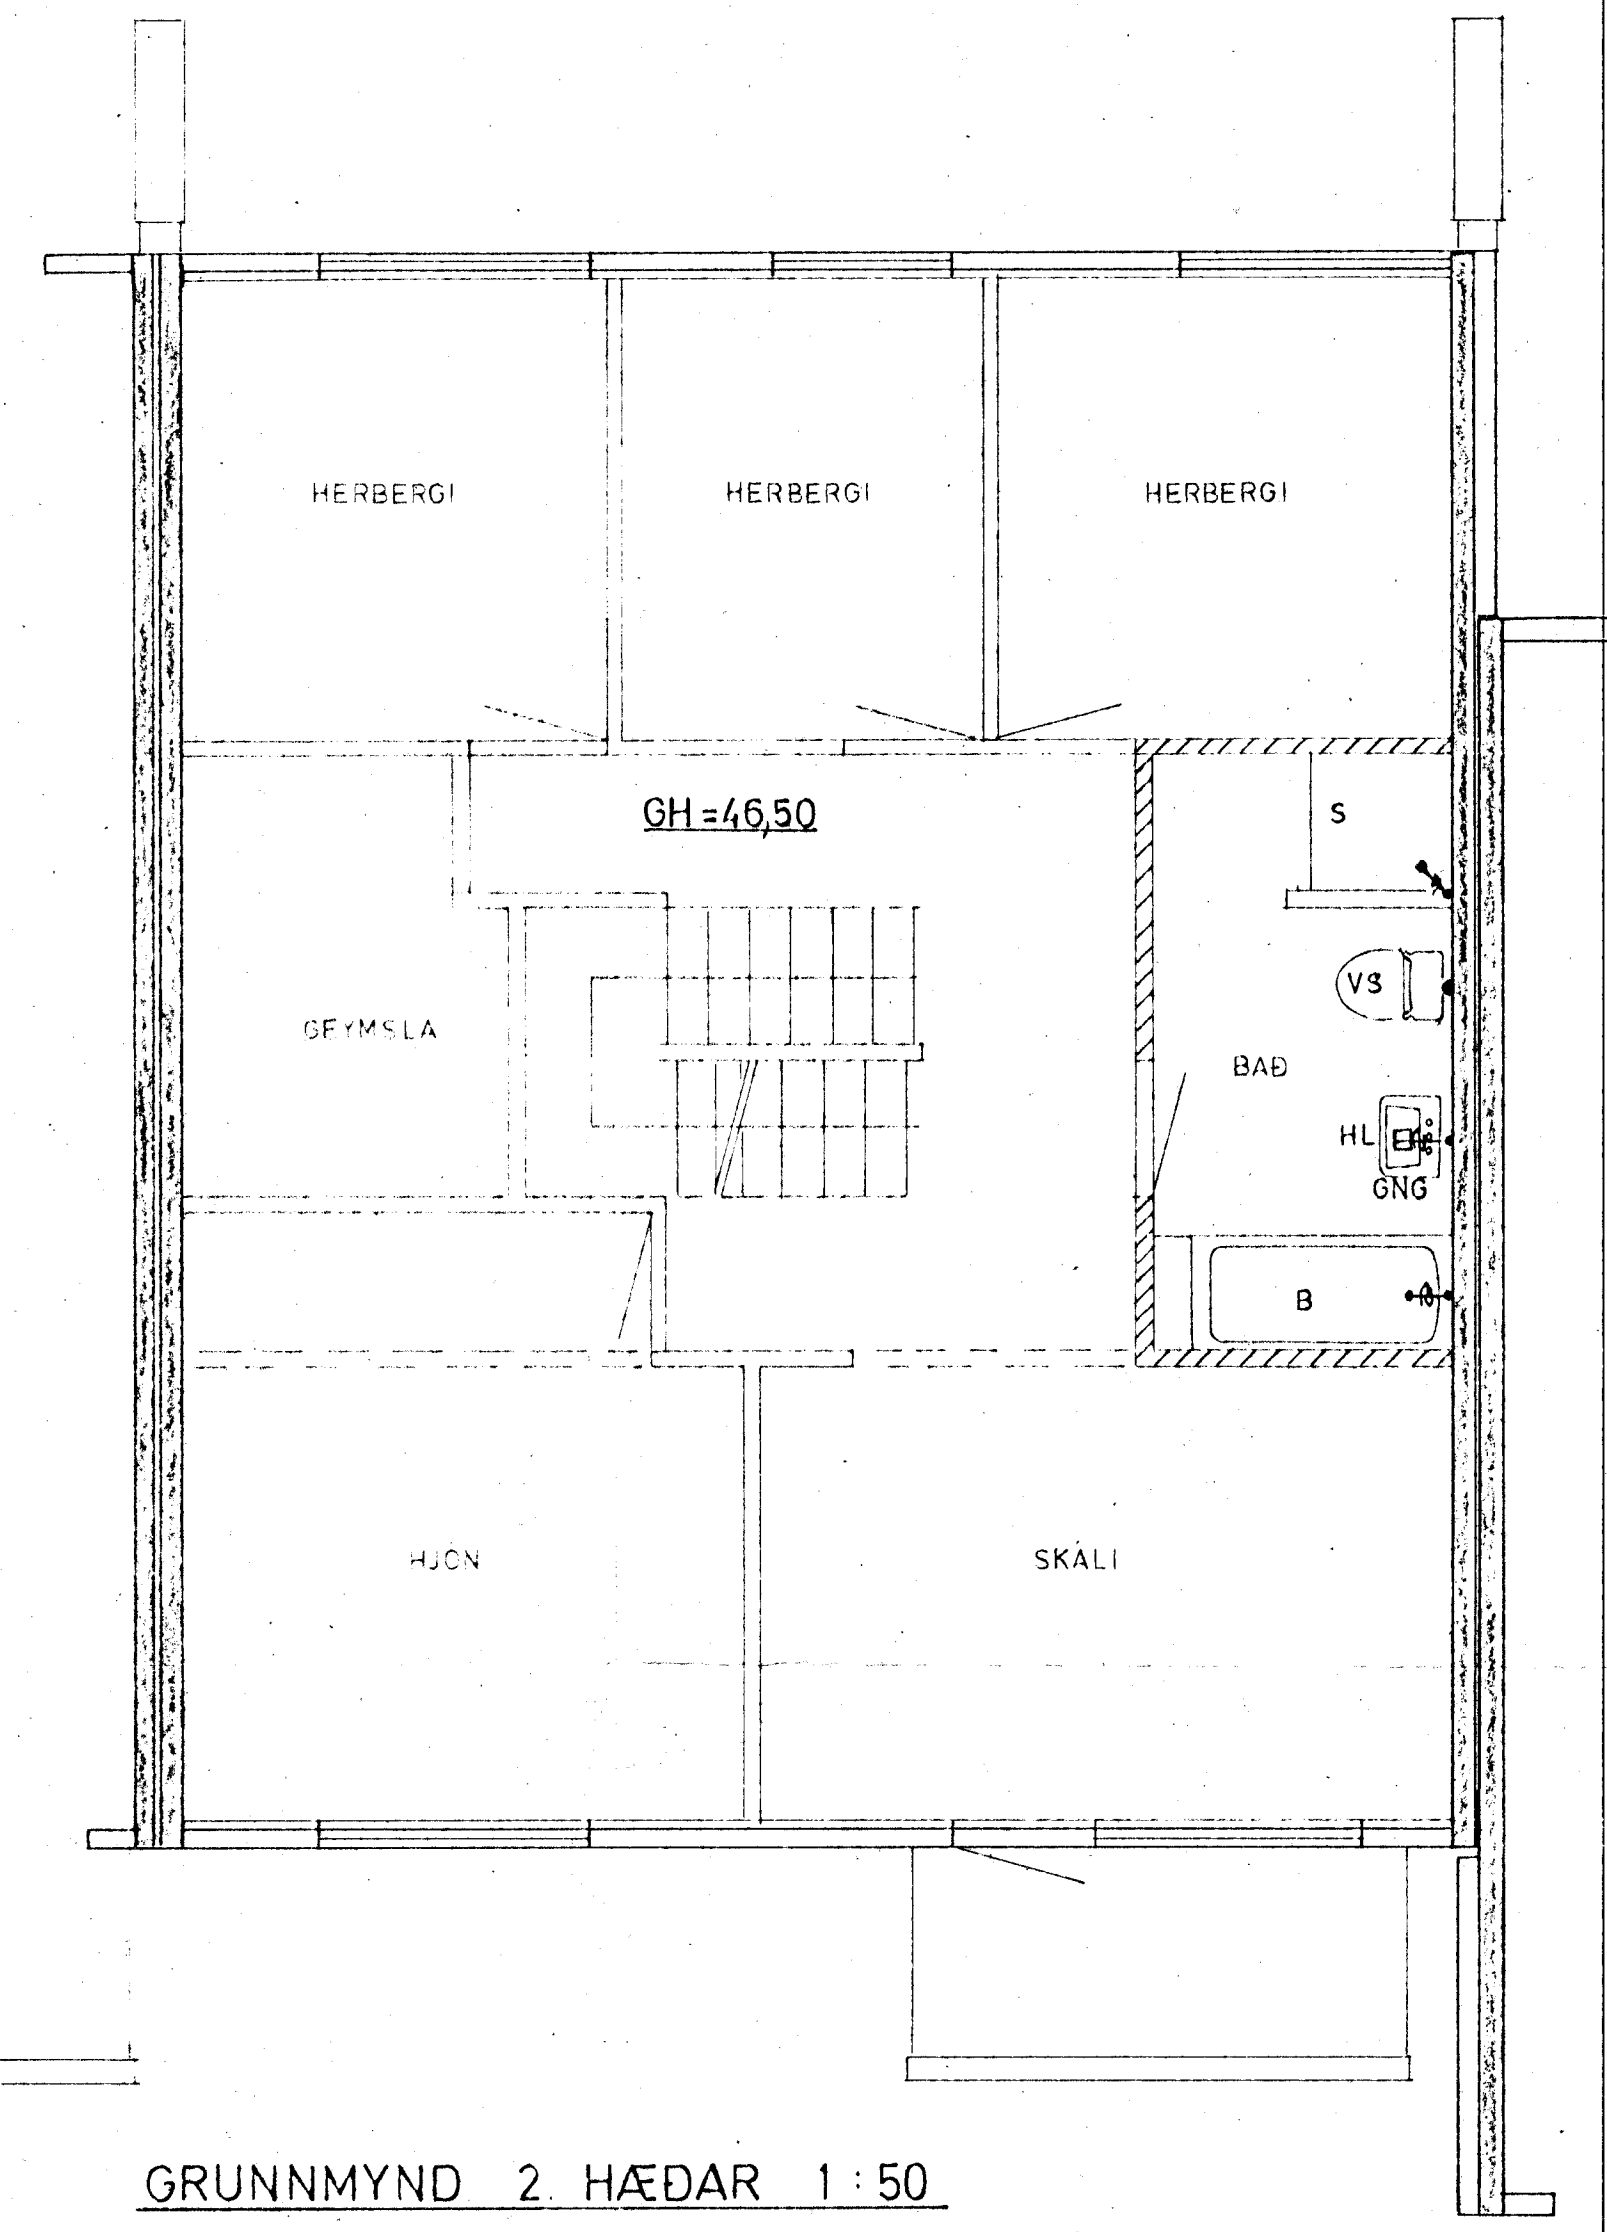 HERBERGI
HERBERGI
HERBERGI
GH=46,50
S
VS
GEYMSLA
BAÐ
HL
GNG
B
HJÓN
SKÁLI
GRUNNMYND 2. HÆÐAR 1:50